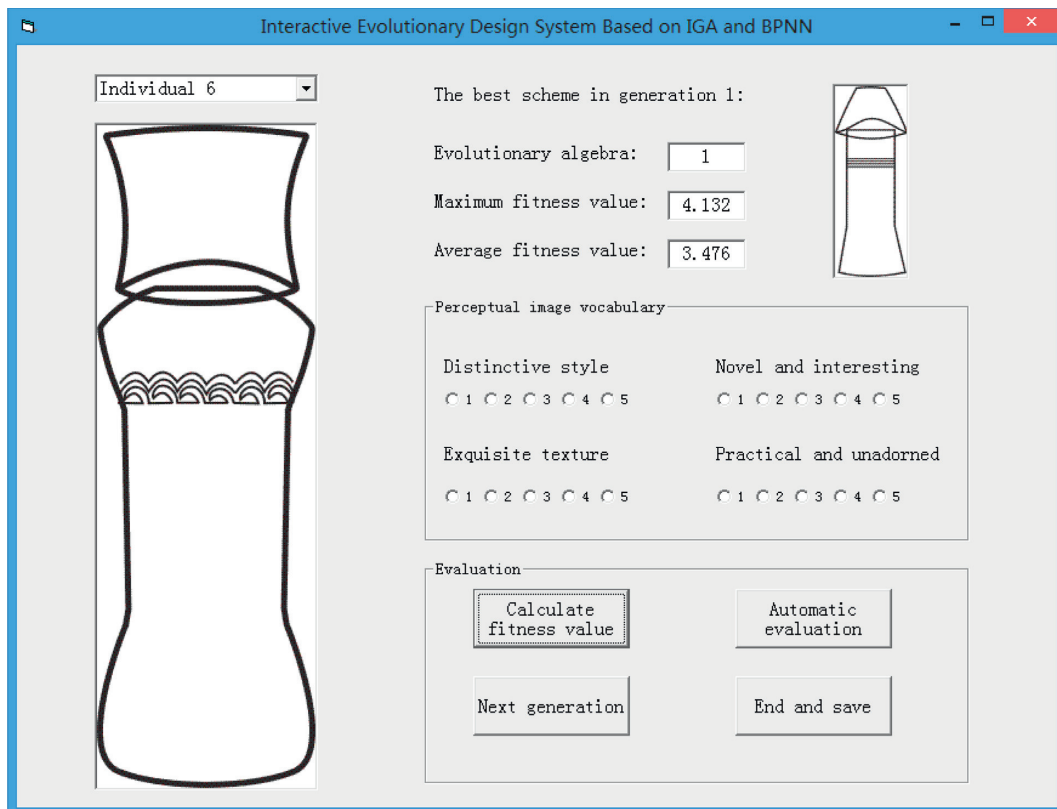 Interactive Evolutionary Design System Based on IGA and BPNN
Individual 6
The best scheme in generation 1:
Evolutionary algebra: 1
Maximum fitness value: 4.132
Average fitness value: 3.476
Perceptual image vocabulary
Distinctive style
1 2 3 4 5
Novel and interesting
1 2 3 4 5
Exquisite texture
1 2 3 4 5
Practical and unadorned
1 2 3 4 5
Evaluation
Calculate
fitness value
Automatic
evaluation
Next generation
End and save